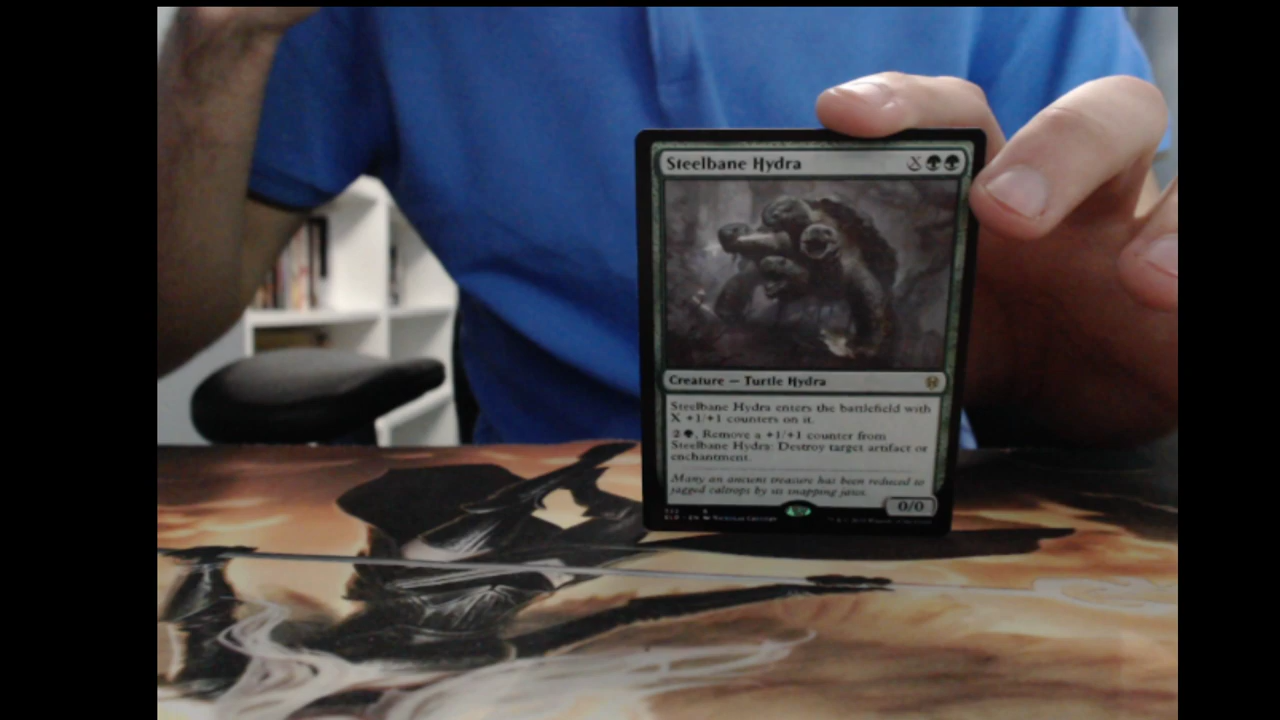 Steelbane Hydra X
Creature — Turtle Hydra
Steelbane Hydra enters the battlefield with
X +1/+1 counters on it.
2, Remove a +1/+1 counter from
Steelbane Hydra: Destroy target artifact or
enchantment.
Many an ancient treasure has been reduced to
jagged caltrops by its snapping jaws.
0/0
ELD • EN